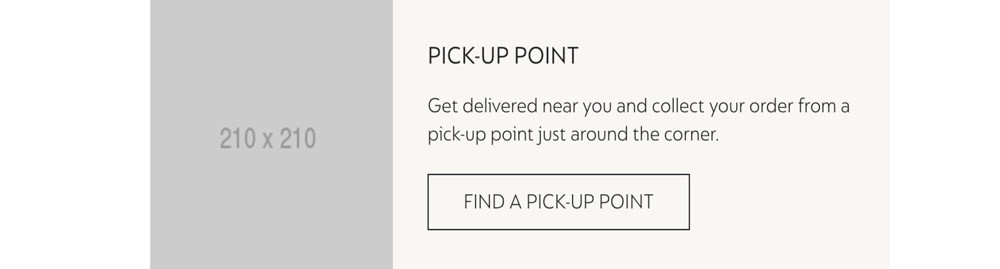 210 x 210
PICK-UP POINT
Get delivered near you and collect your order from a
pick-up point just around the corner.
FIND A PICK-UP POINT